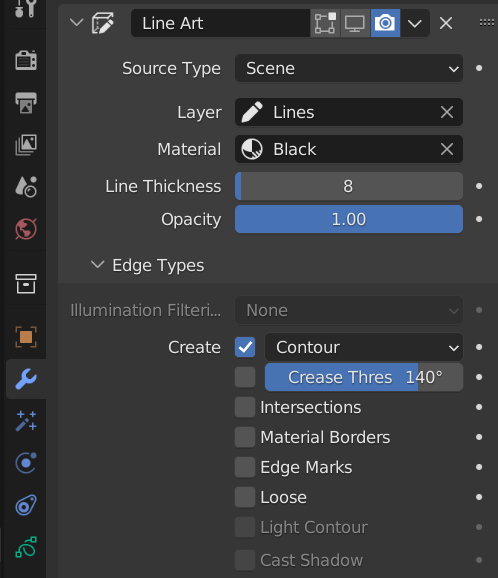 Line Art
Source Type Scene
Layer Lines
Material Black
Line Thickness 8
Opacity 1.00
Edge Types
Illumination Filteri... None
Create Contour
Crease Thres 140°
Intersections
Material Borders
Edge Marks
Loose
Light Contour
Cast Shadow